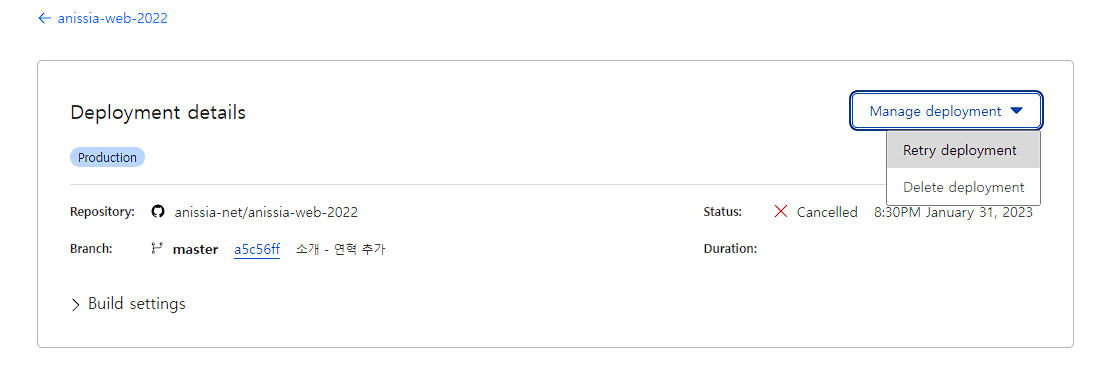 ← anissia-web-2022
Deployment details
Manage deployment
Production
Retry deployment
Delete deployment
Repository: anissia-net/anissia-web-2022
Status: Cancelled 8:30PM January 31, 2023
Branch: master a5c56ff 소개 - 연혁 추가
Duration:
Build settings